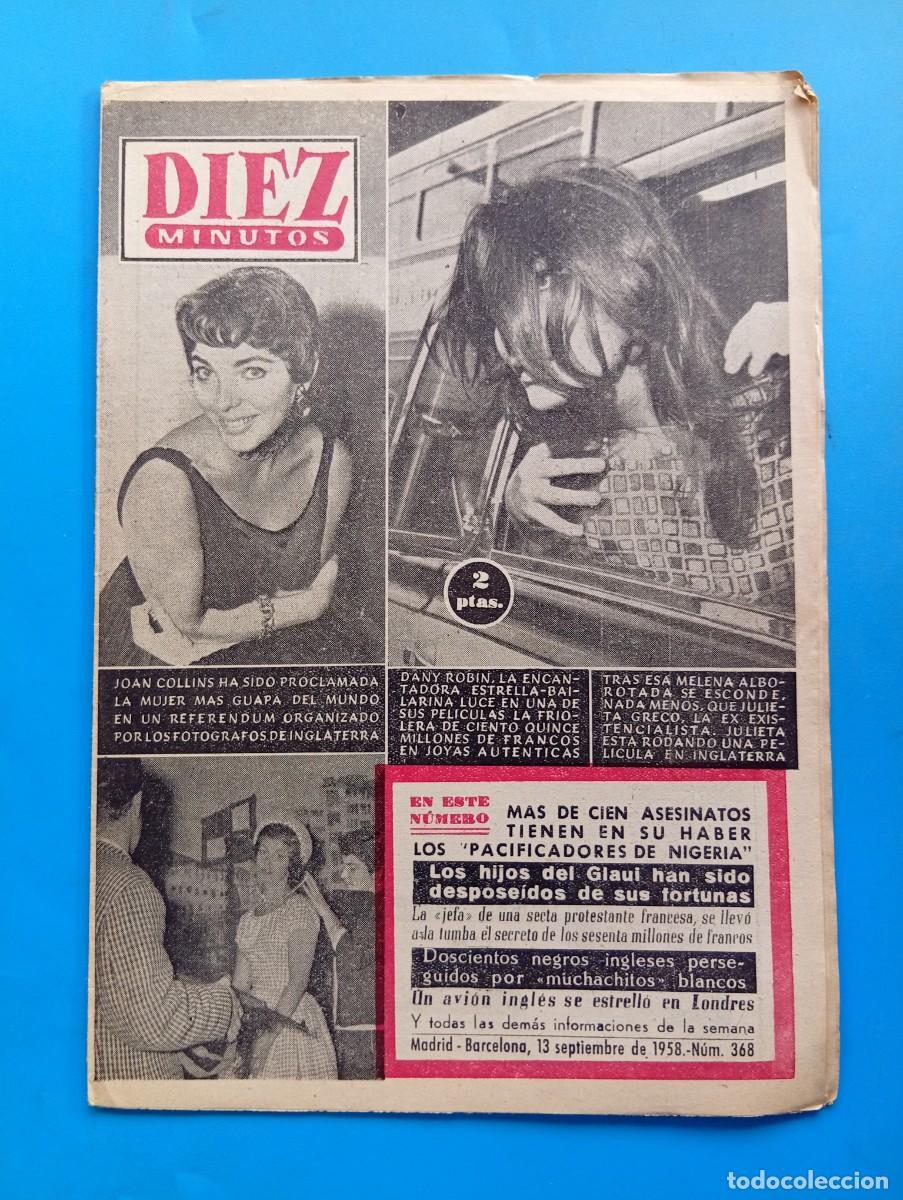 DIEZ
MINUTOS
2
ptas.
JOAN COLLINS HA SIDO PROCLAMADA
LA MUJER MAS GUAPA DEL MUNDO
EN UN REFERENDUM ORGANIZADO
POR LOS FOTOGRAFOS DE INGLATERRA
DANY ROBIN, LA ENCAN-
TADORA ESTRELLA-BAI-
LARINA LUCE EN UNA DE
SUS PELICULAS LA FRIO-
LERA DE CIENTO QUINCE
MILLONES DE FRANCOS
EN JOYAS AUTENTICAS
TRAS ESA MELENA ALBO-
ROTADA SE ESCONDE,
NADA MENOS, QUE JULIE-
TA GRECO, LA EX EXIS-
TENCIALISTA. JULIETA
ESTA RODANDO UNA PE-
LICULA EN INGLATERRA
EN ESTE
NÚMERO
MAS DE CIEN ASESINATOS
TIENEN EN SU HABER
LOS "PACIFICADORES DE NIGERIA"
Los hijos del Glaui han sido
desposeídos de sus fortunas
La «jefa» de una secta protestante francesa, se llevó
a la tumba el secreto de los sesenta millones de francos
Doscientos negros ingleses perse-
guidos por «muchachitos» blancos
Un avión inglés se estrelló en Londres
Y todas las demás informaciones de la semana
Madrid - Barcelona, 13 septiembre de 1958.-Núm. 368
todocoleccion